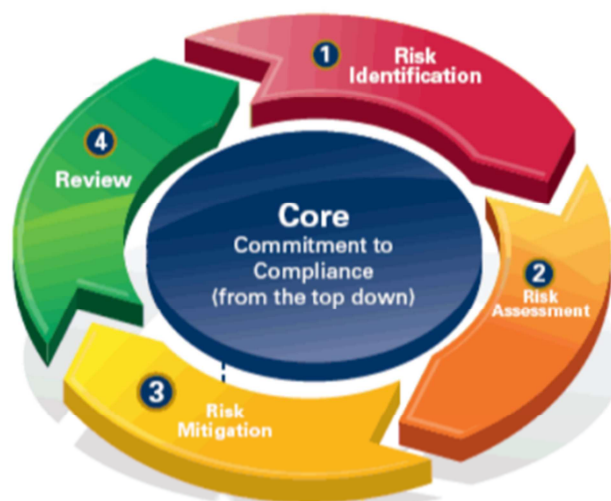 1
Risk
Identification
2
Risk
Assessment
3
Risk
Mitigation
4
Review
Core
Commitment to
Compliance
(from the top down)